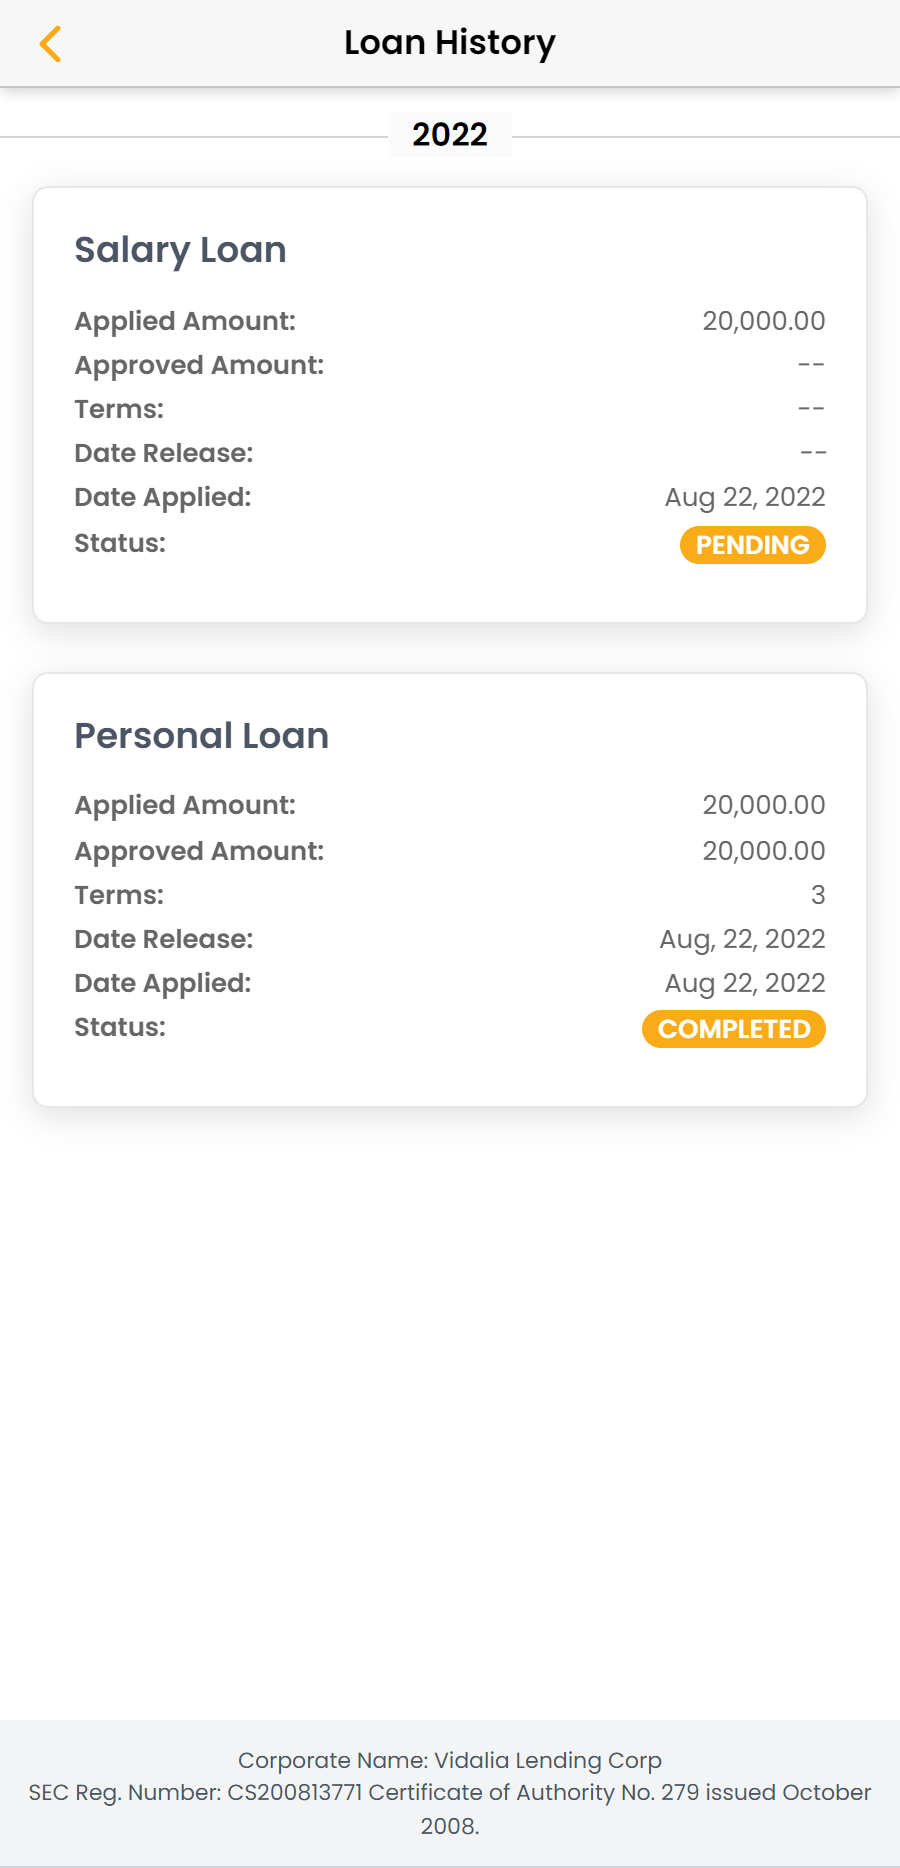 Loan History
2022
Salary Loan
Applied Amount: 20,000.00
Approved Amount: --
Terms: --
Date Release: --
Date Applied: Aug 22, 2022
Status: PENDING
Personal Loan
Applied Amount: 20,000.00
Approved Amount: 20,000.00
Terms: 3
Date Release: Aug, 22, 2022
Date Applied: Aug 22, 2022
Status: COMPLETED
Corporate Name: Vidalia Lending Corp
SEC Reg. Number: CS200813771 Certificate of Authority No. 279 issued October
2008.